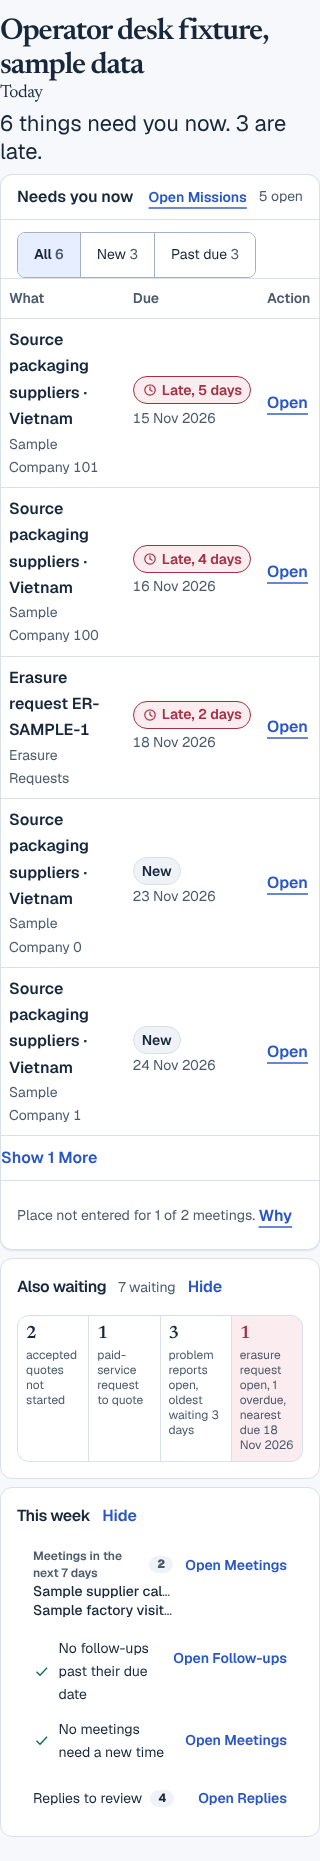 Operator desk fixture,
sample data
Today
6 things need you now. 3 are
late.
Needs you now Open Missions 5 open
All 6 New 3 Past due 3
What Due Action
Source
packaging
suppliers ·
Vietnam
Sample
Company 101
Late, 5 days
15 Nov 2026
Open
Source
packaging
suppliers ·
Vietnam
Sample
Company 100
Late, 4 days
16 Nov 2026
Open
Erasure
request ER-
SAMPLE-1
Erasure
Requests
Late, 2 days
18 Nov 2026
Open
Source
packaging
suppliers ·
Vietnam
Sample
Company 0
New
23 Nov 2026
Open
Source
packaging
suppliers ·
Vietnam
Sample
Company 1
New
24 Nov 2026
Open
Show 1 More
Place not entered for 1 of 2 meetings. Why
Also waiting 7 waiting Hide
2
accepted
quotes
not
started
1
paid-
service
request
to quote
3
problem
reports
open,
oldest
waiting 3
days
1
erasure
request
open, 1
overdue,
nearest
due 18
Nov 2026
This week Hide
Meetings in the
next 7 days
2
Open Meetings
Sample supplier cal...
Sample factory visit...
No follow-ups
past their due
date
Open Follow-ups
No meetings
need a new time
Open Meetings
Replies to review 4 Open Replies